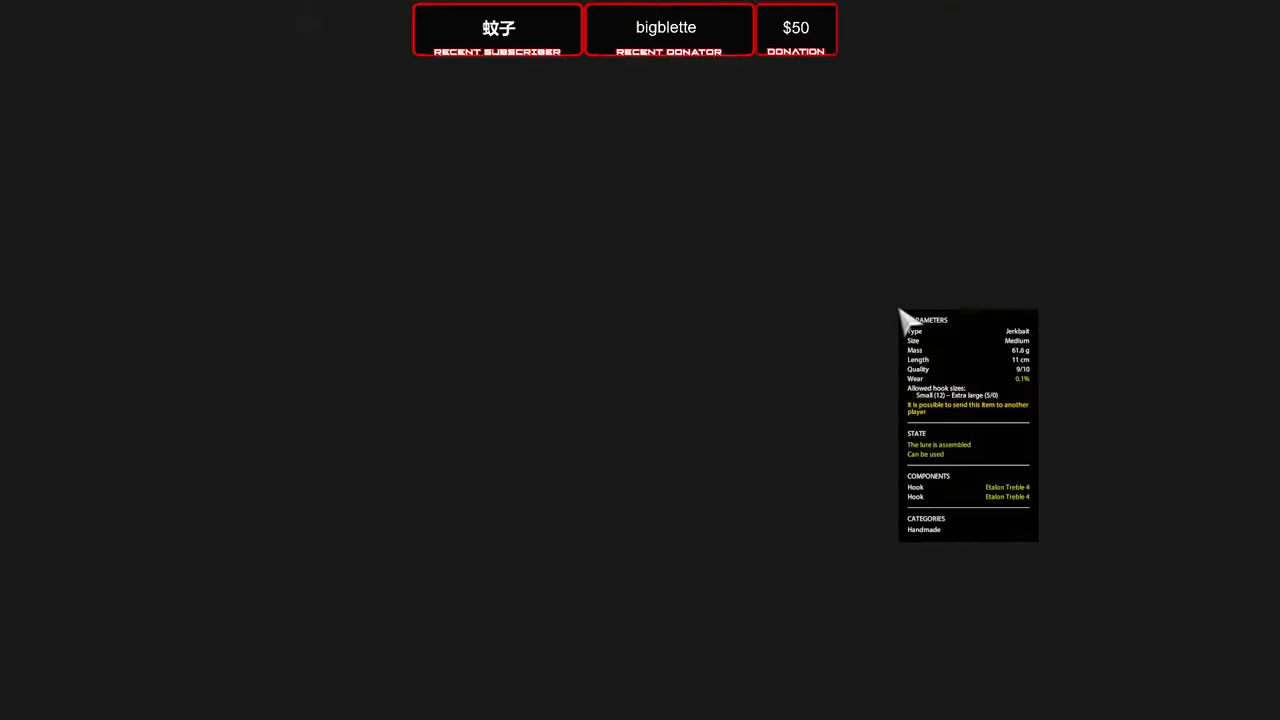 蚊子
RECENT SUBSCRIBER
bigblette
RECENT DONATOR
$50
DONATION
Type Jerkbait
Size Medium
Mass 61,6 g
Length 11 cm
Quality 9/10
Wear 0.1%
Allowed hook sizes:
Small (12) – Extra large (5/0)
It is possible to send this item to another
player
STATE
The lure is assembled
Can be used
COMPONENTS
Hook Etalon Treble 4
Hook Etalon Treble 4
CATEGORIES
Handmade